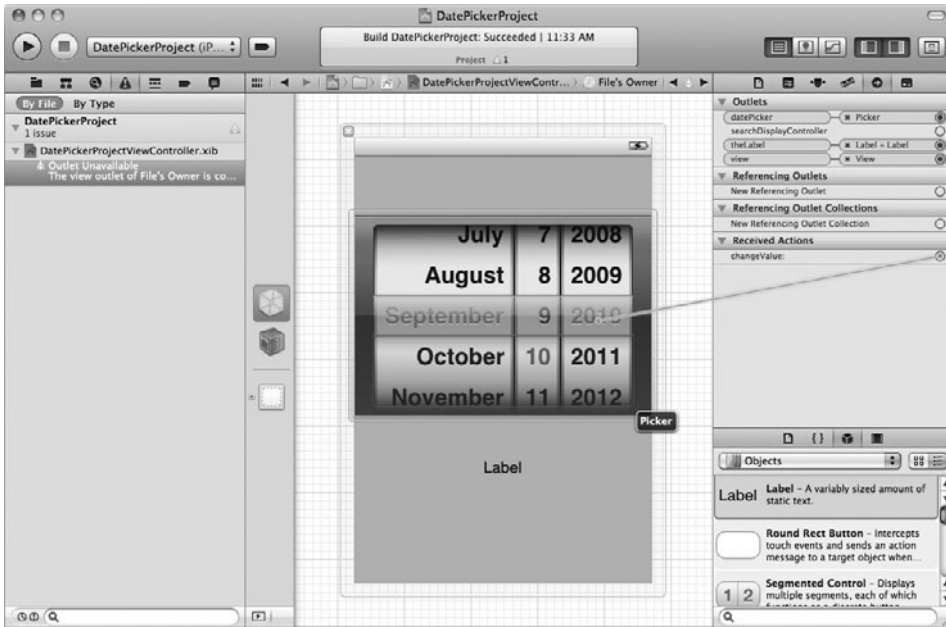 DatePickerProject
DatePickerProject (iP...
Build DatePickerProject: Succeeded | 11:33 AM
Project 1
By File By Type
DatePickerProject
1 issue
DatePickerProjectViewController.xib
Outlet Unavailable
The view outlet of File's Owner is co...
DatePickerProjectViewContr... File's Owner
July 7 2008
August 8 2009
September 9 2010
October 10 2011
November 11 2012
Picker
Label
Outlets
datePicker Picker
searchDisplayController
theLabel Label - Label
view View
Referencing Outlets
New Referencing Outlet
Referencing Outlet Collections
New Referencing Outlet Collection
Received Actions
changeValue:
{ }
Objects
Label Label – A variably sized amount of
static text.
Round Rect Button – Intercepts
touch events and sends an action
message to a target object when...
1 2 Segmented Control – Displays
multiple segments, each of which